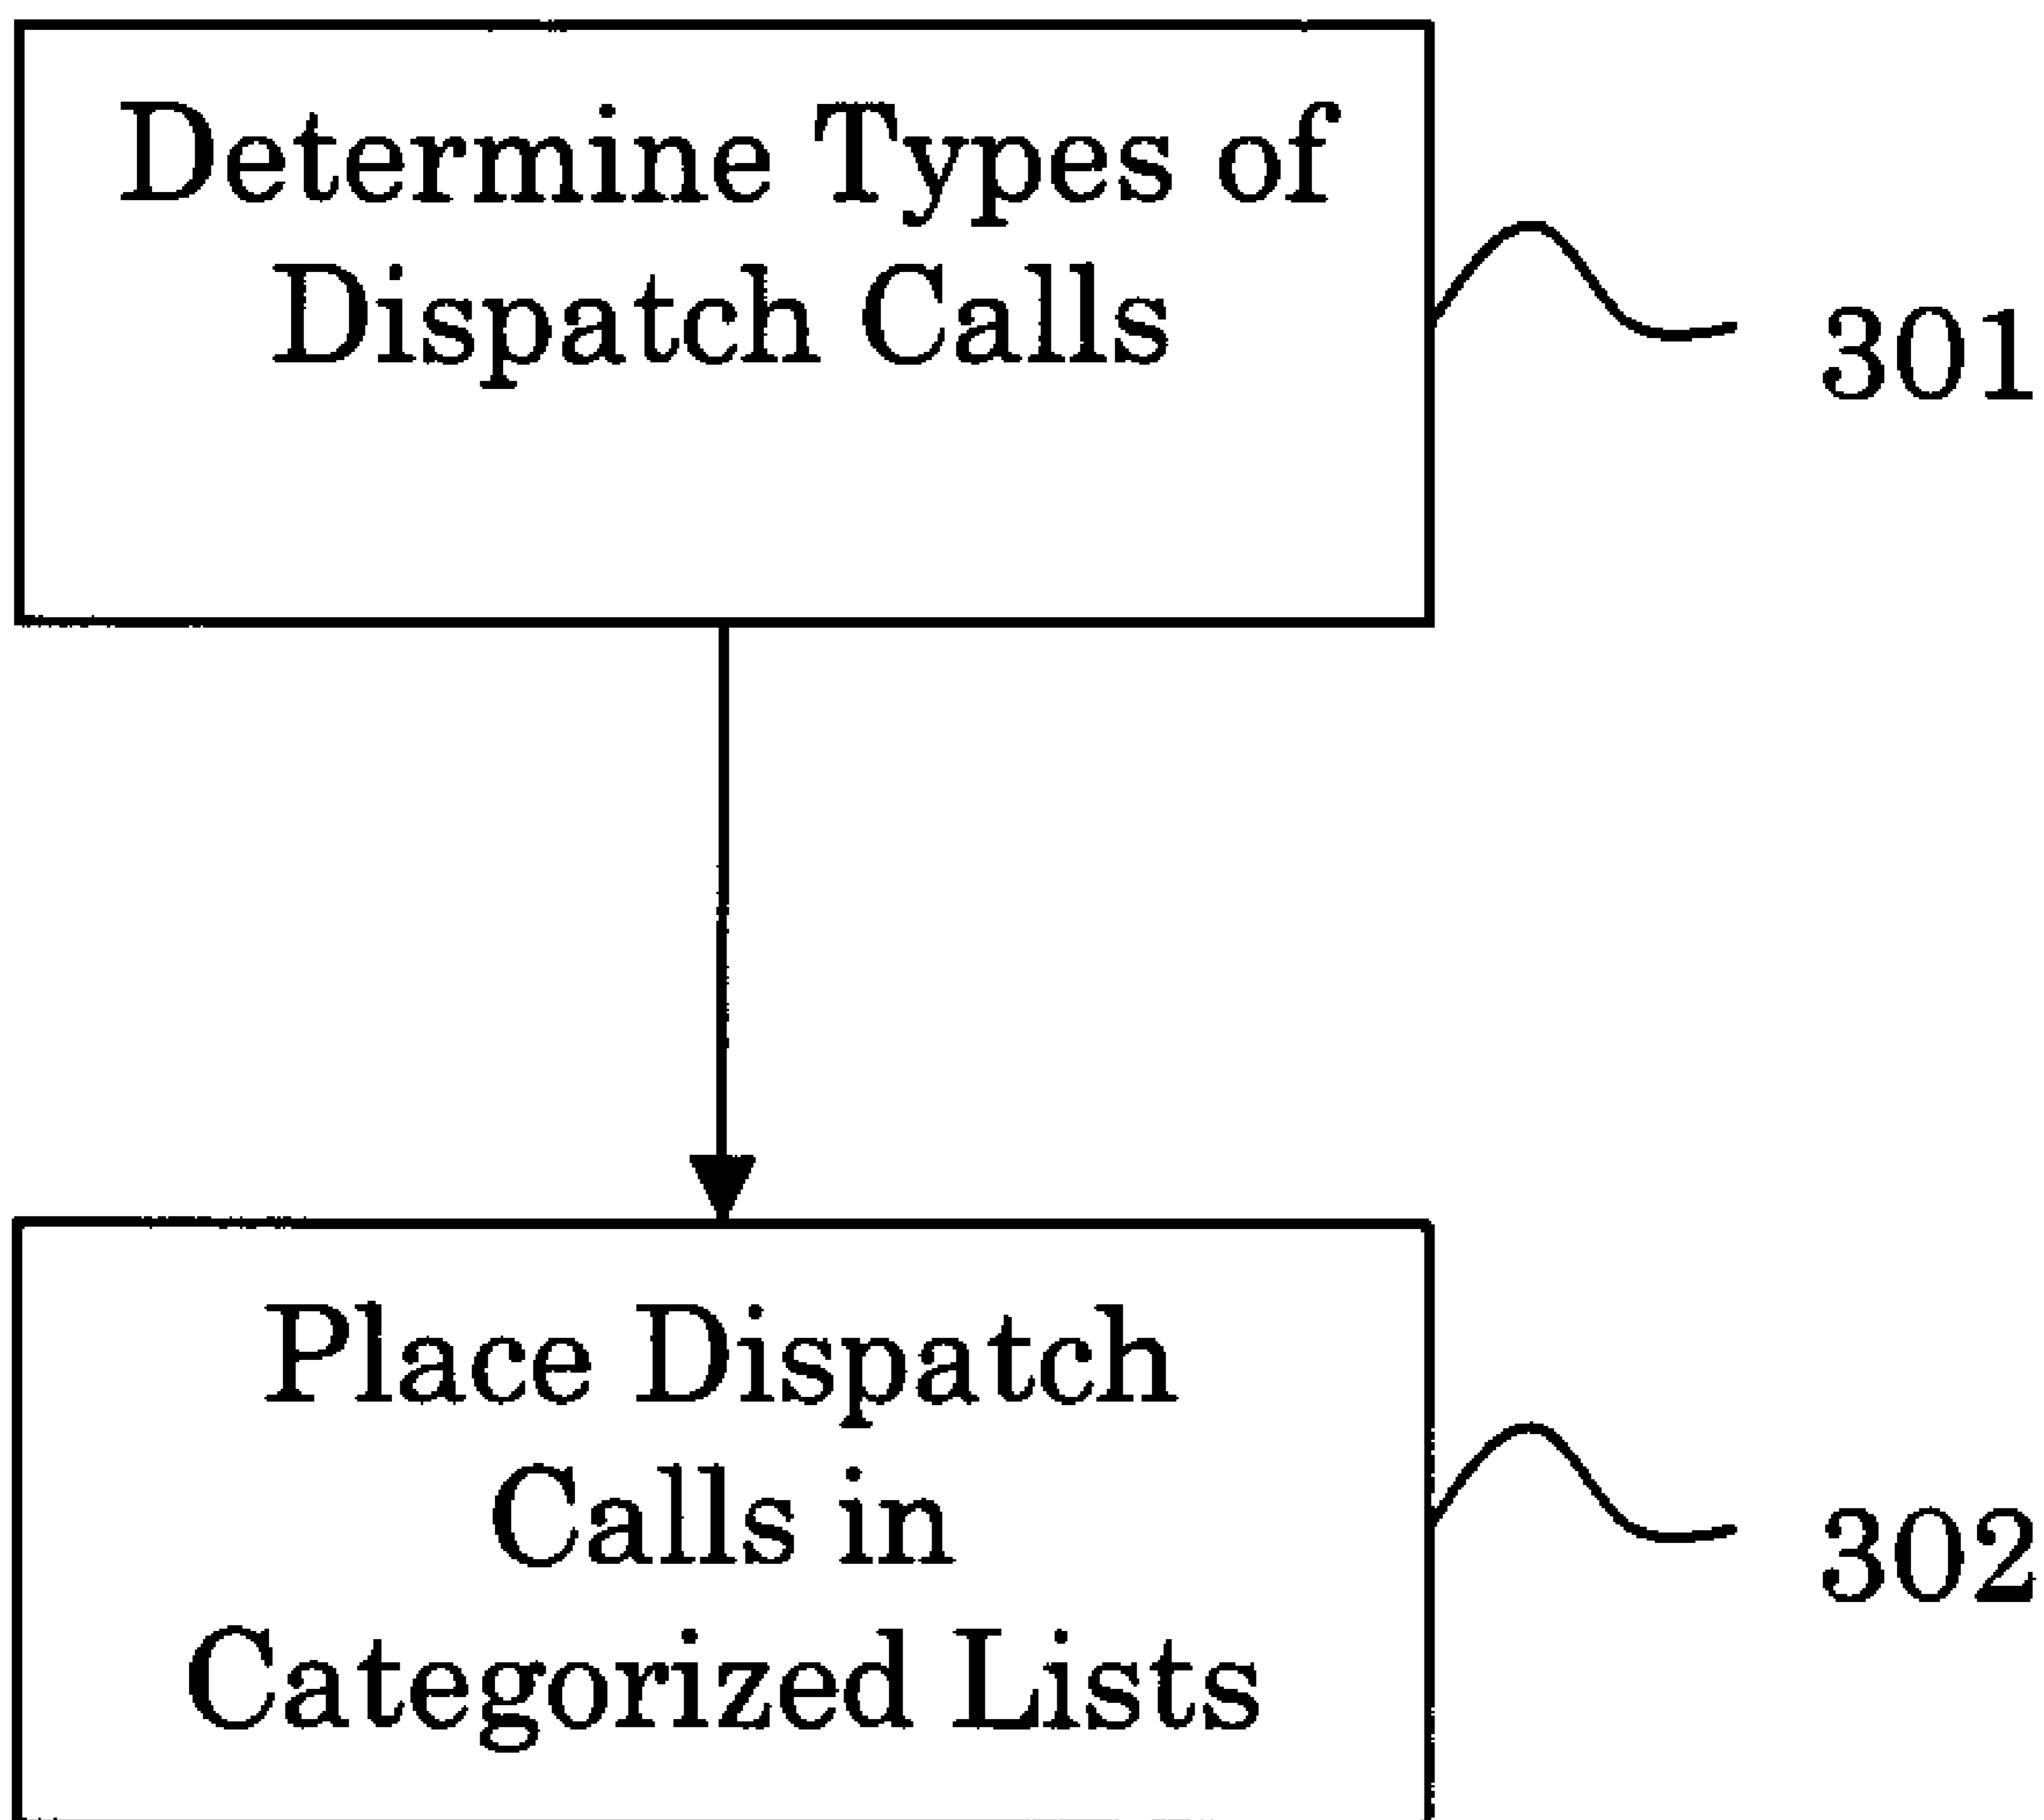 Determine Types of
Dispatch Calls
301
Place Dispatch
Calls in
Categorized Lists
302